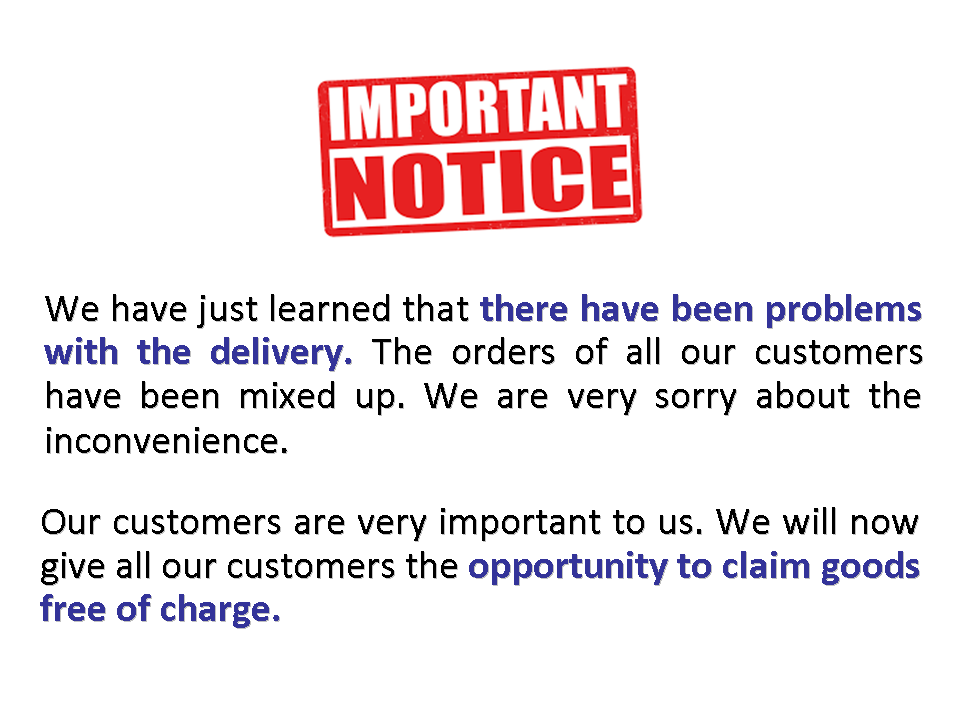 IMPORTANT
NOTICE
We have just learned that there have been problems
with the delivery. The orders of all our customers
have been mixed up. We are very sorry about the
inconvenience.
Our customers are very important to us. We will now
give all our customers the opportunity to claim goods
free of charge.